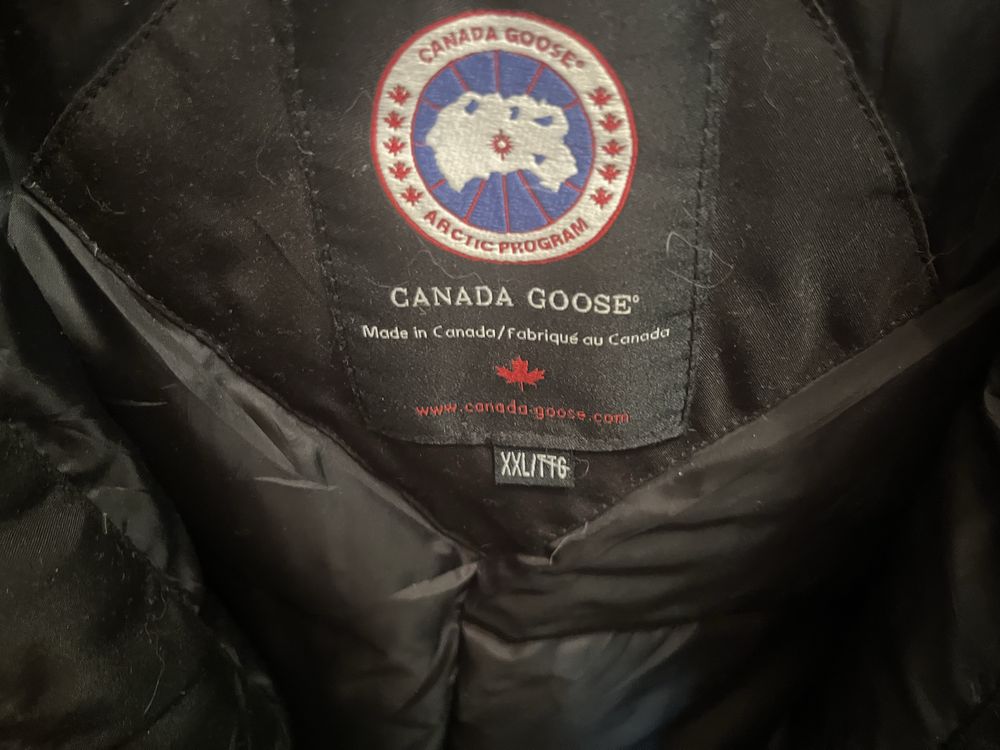 CANADA GOOSE®
ARCTIC PROGRAM
CANADA GOOSE®
Made in Canada/Fabriqué au Canada
www.canada-goose.com
XXL/TTG